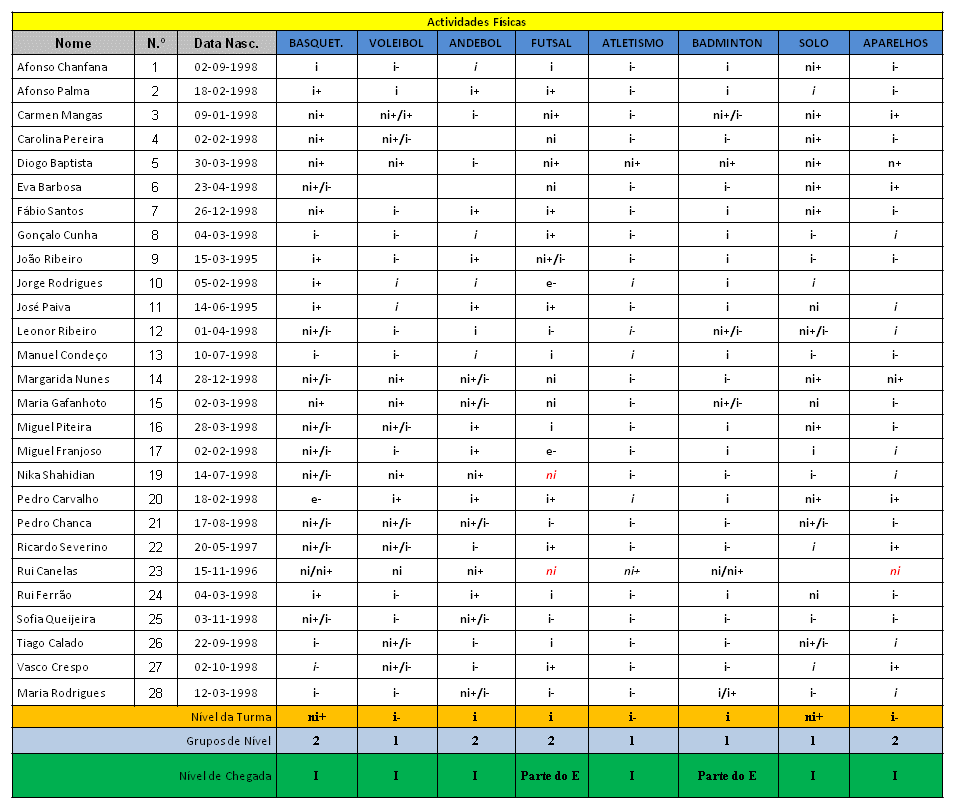 Actividades Físicas
Nome N.º Data Nasc. BASQUET. VOLEIBOL ANDEBOL FUTSAL ATLETISMO BADMINTON SOLO APARELHOS
Afonso Chanfana 1 02-09-1998 i i- i i i- i ni+ i-
Afonso Palma 2 18-02-1998 i+ i i+ i+ i- i i i-
Carmen Mangas 3 09-01-1998 ni+ ni+/i+ i- ni+ i- ni+/i- ni+ i+
Carolina Pereira 4 02-02-1998 ni+ ni+/i- ni i- i- ni+ i-
Diogo Baptista 5 30-03-1998 ni+ ni+ i- ni+ ni+ ni+ ni+ n+
Eva Barbosa 6 23-04-1998 ni+/i- ni i- i- ni+ i+
Fábio Santos 7 26-12-1998 ni+ i- i+ i+ i- i ni+ i-
Gonçalo Cunha 8 04-03-1998 i- i- i i+ i- i i- i
João Ribeiro 9 15-03-1995 i+ i- i+ ni+/i- i- i i- i-
Jorge Rodrigues 10 05-02-1998 i+ i i e- i i i
José Paiva 11 14-06-1995 i+ i i+ i+ i- i ni i
Leonor Ribeiro 12 01-04-1998 ni+/i- i- i i- i- ni+/i- ni+/i- i
Manuel Condeço 13 10-07-1998 i- i- i i i i i- i-
Margarida Nunes 14 28-12-1998 ni+/i- ni+ ni+/i- ni i- i- ni+ ni+
Maria Gafanhoto 15 02-03-1998 ni+ ni+ ni+/i- ni i- ni+/i- ni i-
Miguel Piteira 16 28-03-1998 ni+/i- ni+/i- i+ i i- i ni+ i-
Miguel Franjoso 17 02-02-1998 ni+/i- i- i+ e- i- i i i
Nika Shahidian 19 14-07-1998 ni+/i- ni+ ni+ ni i- i- i- i
Pedro Carvalho 20 18-02-1998 e- i+ i+ i+ i i ni+ i+
Pedro Chanca 21 17-08-1998 ni+/i- ni+/i- ni+/i- i- i- i- ni+/i- i-
Ricardo Severino 22 20-05-1997 ni+/i- ni+/i- i- i+ i- i- i i+
Rui Canelas 23 15-11-1996 ni/ni+ ni ni+ ni ni+ ni/ni+ ni
Rui Ferrão 24 04-03-1998 i+ i- i+ i i- i ni i-
Sofia Queijeira 25 03-11-1998 ni+/i- i- ni+/i- i- i- i- i- i-
Tiago Calado 26 22-09-1998 i- ni+/i- i- i i- i- ni+/i- i
Vasco Crespo 27 02-10-1998 i- ni+/i- i- i+ i- i- i i+
Maria Rodrigues 28 12-03-1998 i- i- ni+/i- i- i- i/i+ i- i
Nível da Turma ni+ i- i i i- i ni+ i-
Grupos de Nível 2 1 2 2 1 1 1 2
Nível de Chegada I I I Parte do E I Parte do E I I